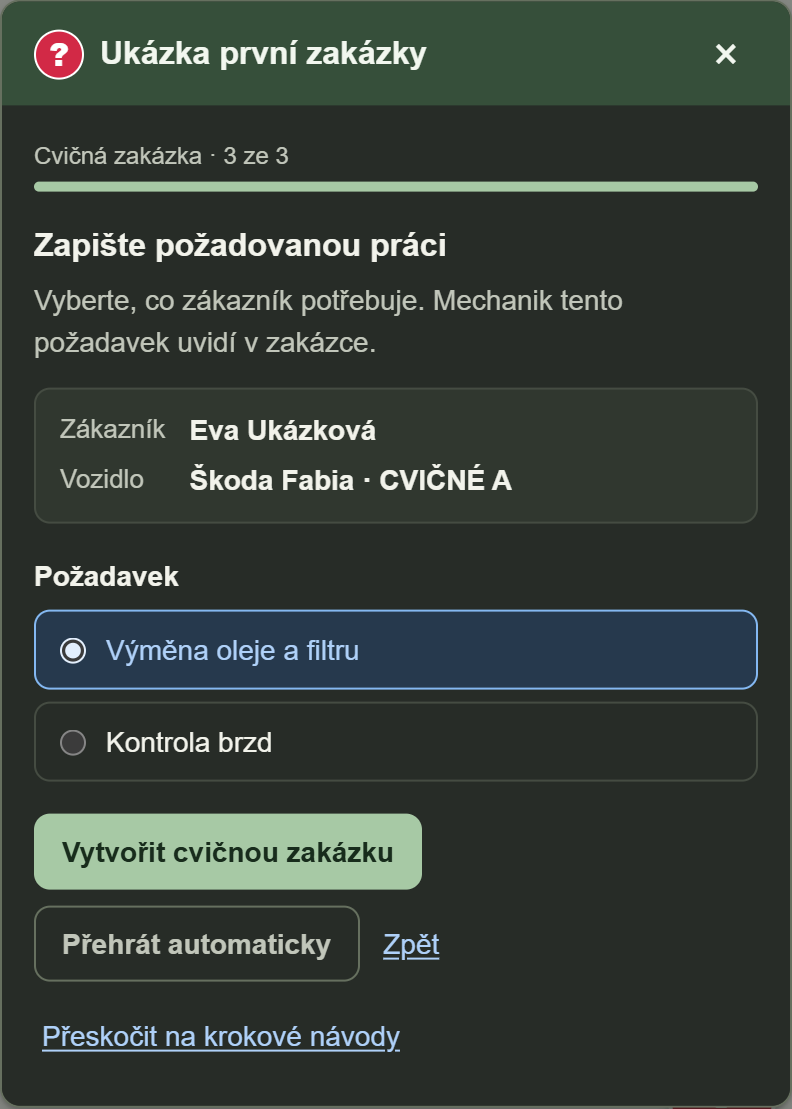 ? Ukázka první zakázky ✕
Cvičná zakázka · 3 ze 3
Zapište požadovanou práci
Vyberte, co zákazník potřebuje. Mechanik tento
požadavek uvidí v zakázce.
Zákazník Eva Ukázková
Vozidlo Škoda Fabia · CVIČNÉ A
Požadavek
Výměna oleje a filtru
Kontrola brzd
Vytvořit cvičnou zakázku
Přehrát automaticky Zpět
Přeskočit na krokové návody